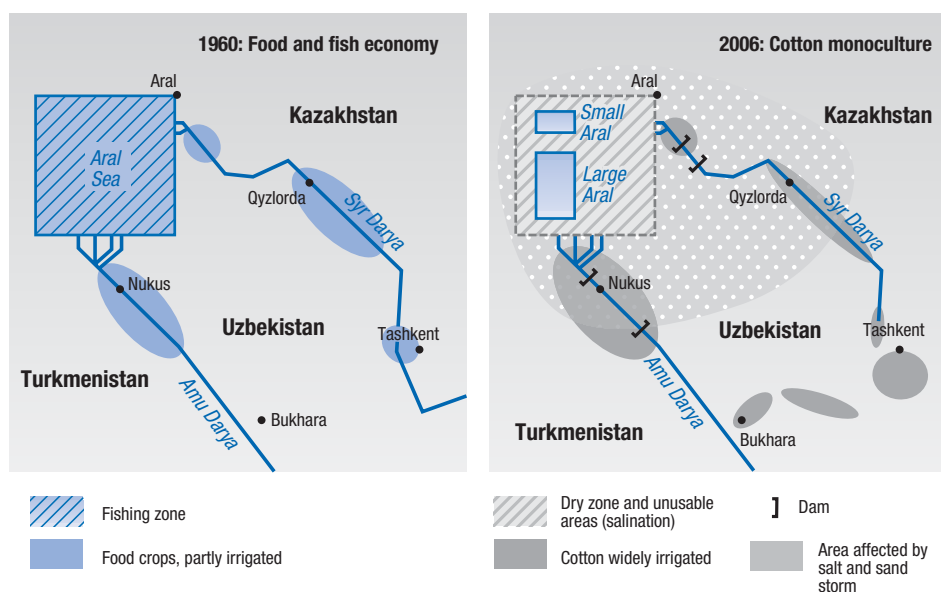 1960: Food and fish economy
Aral
Kazakhstan
Aral
Sea
Qyzlorda
Syr Darya
Nukus
Uzbekistan
Tashkent
Turkmenistan
Amu Darya
Bukhara
Fishing zone
Food crops, partly irrigated
2006: Cotton monoculture
Aral
Small
Aral
Kazakhstan
Large
Aral
Qyzlorda
Syr Darya
Nukus
Uzbekistan
Tashkent
Amu Darya
Turkmenistan
Bukhara
Dry zone and unusable
areas (salination)
Dam
Cotton widely irrigated
Area affected by
salt and sand
storm